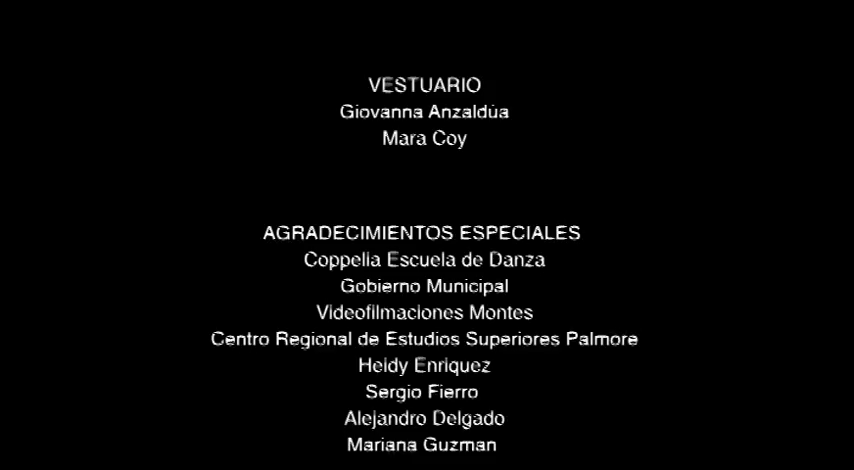 VESTUARIO
Giovanna Anzaldúa
Mara Coy
AGRADECIMIENTOS ESPECIALES
Coppelia Escuela de Danza
Gobierno Municipal
Videofilmaciones Montes
Centro Regional de Estudios Superiores Palmore
Heidy Enriquez
Sergio Fierro
Alejandro Delgado
Mariana Guzman